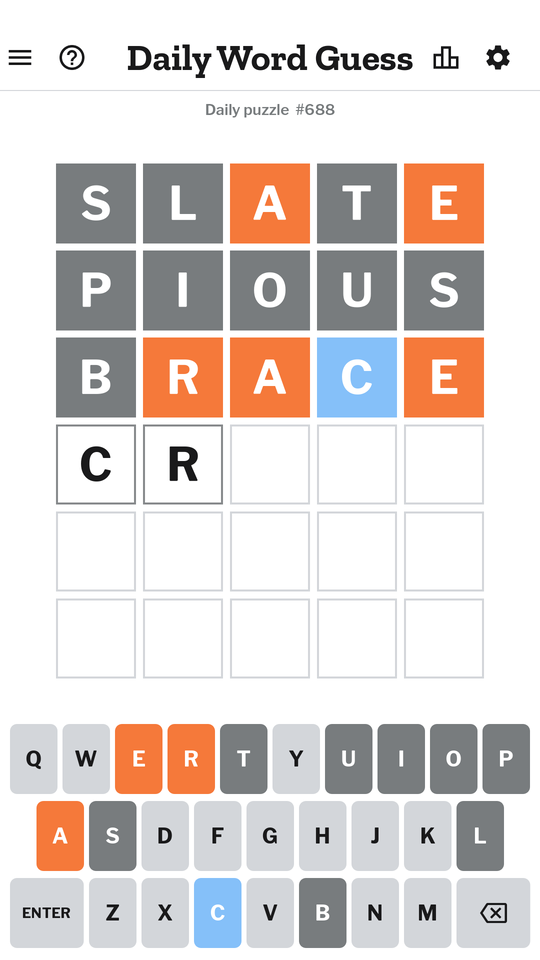 Daily Word Guess
Daily puzzle #688
S L A T E
P I O U S
B R A C E
C R
Q W E R T Y U I O P
A S D F G H J K L
ENTER Z X C V B N M